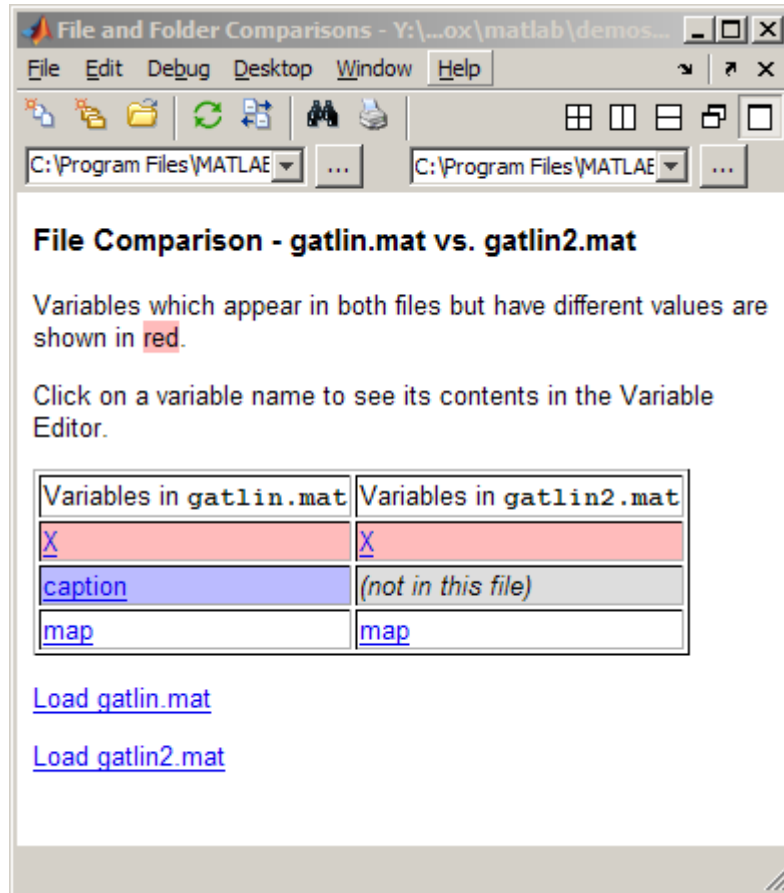 File and Folder Comparisons - Y:\...ox\matlab\demos...
File Edit Debug Desktop Window Help
C:\Program Files\MATLAB ... C:\Program Files\MATLAB ...
File Comparison - gatlin.mat vs. gatlin2.mat
Variables which appear in both files but have different values are
shown in red.
Click on a variable name to see its contents in the Variable
Editor.
Variables in gatlin.mat Variables in gatlin2.mat
X X
caption (not in this file)
map map
Load gatlin.mat
Load gatlin2.mat